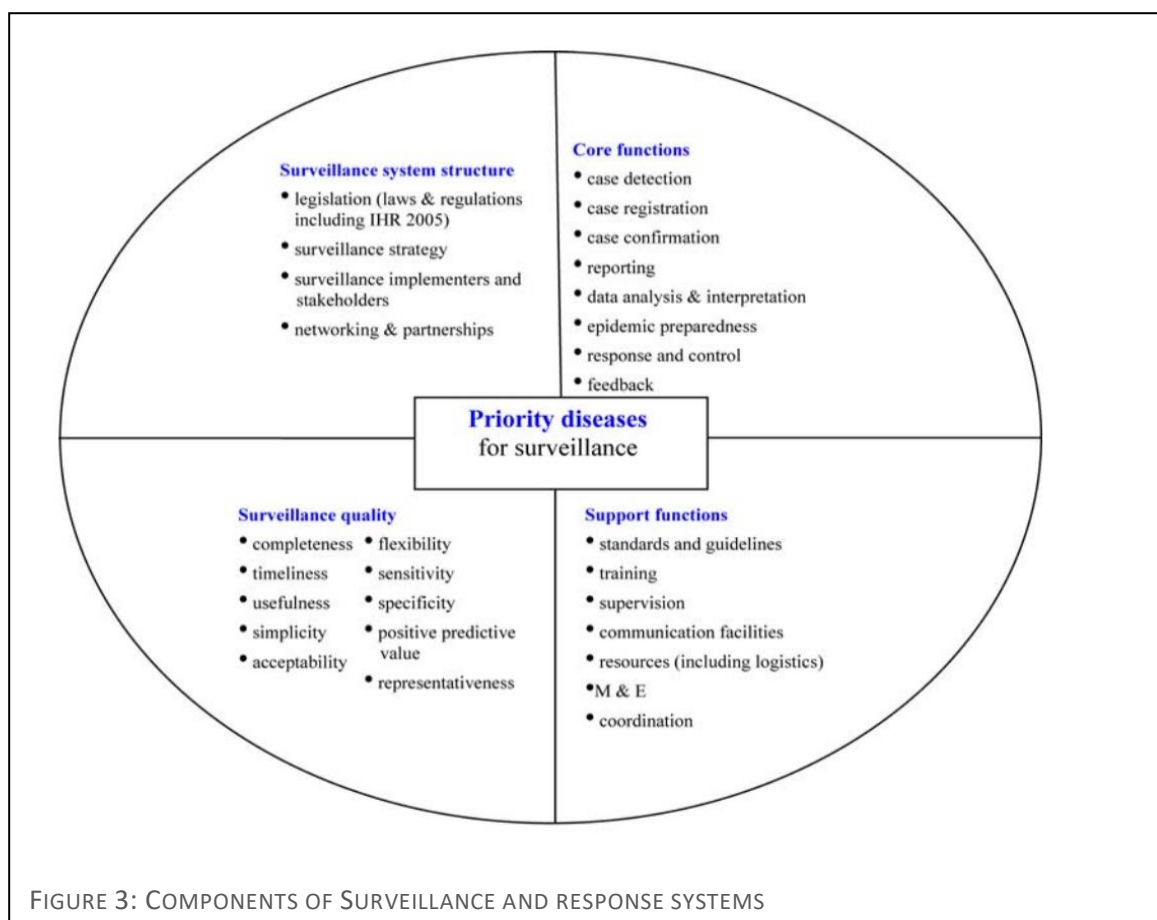 Surveillance system structure
• legislation (laws & regulations
including IHR 2005)
• surveillance strategy
• surveillance implementers and
stakeholders
• networking & partnerships
Core functions
• case detection
• case registration
• case confirmation
• reporting
• data analysis & interpretation
• epidemic preparedness
• response and control
• feedback
Priority diseases
for surveillance
Surveillance quality
• completeness
• timeliness
• usefulness
• simplicity
• acceptability
• flexibility
• sensitivity
• specificity
• positive predictive
value
• representativeness
Support functions
• standards and guidelines
• training
• supervision
• communication facilities
• resources (including logistics)
•M & E
• coordination
FIGURE 3: COMPONENTS OF SURVEILLANCE AND RESPONSE SYSTEMS